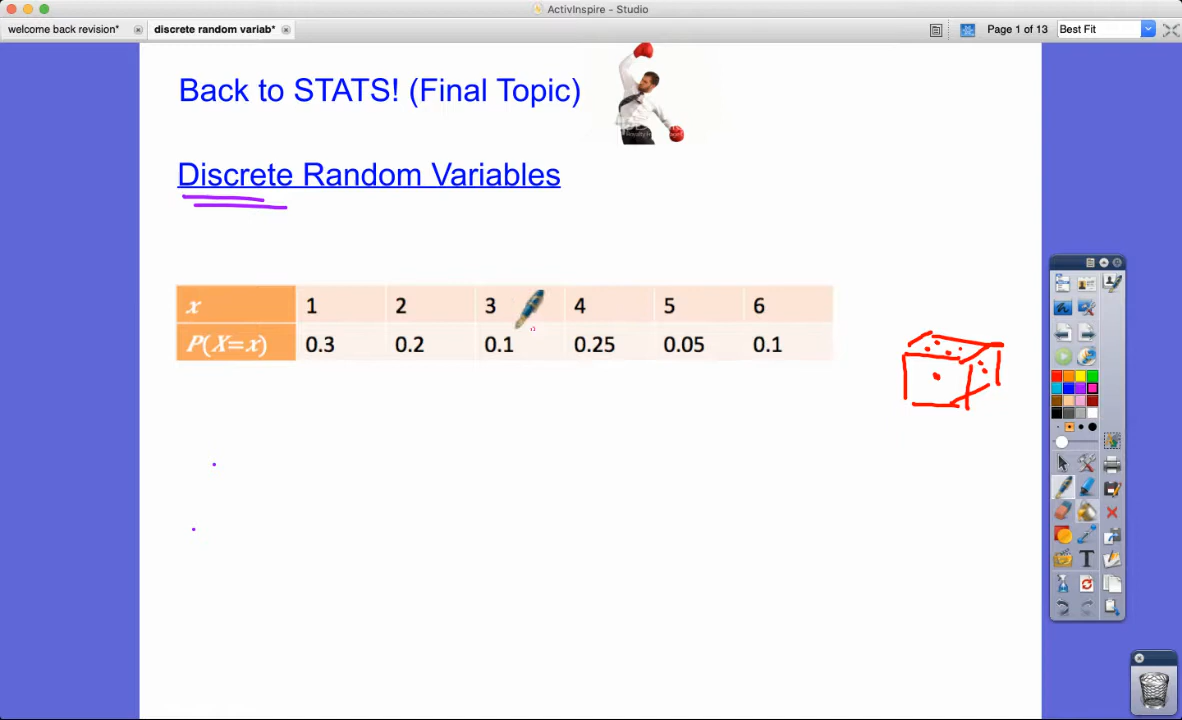 ActivInspire - Studio
welcome back revision*
discrete random variab*
Page 1 of 13
Best Fit
Back to STATS! (Final Topic)
Discrete Random Variables
x 1 2 3 4 5 6
P(X=x) 0.3 0.2 0.1 0.25 0.05 0.1
T